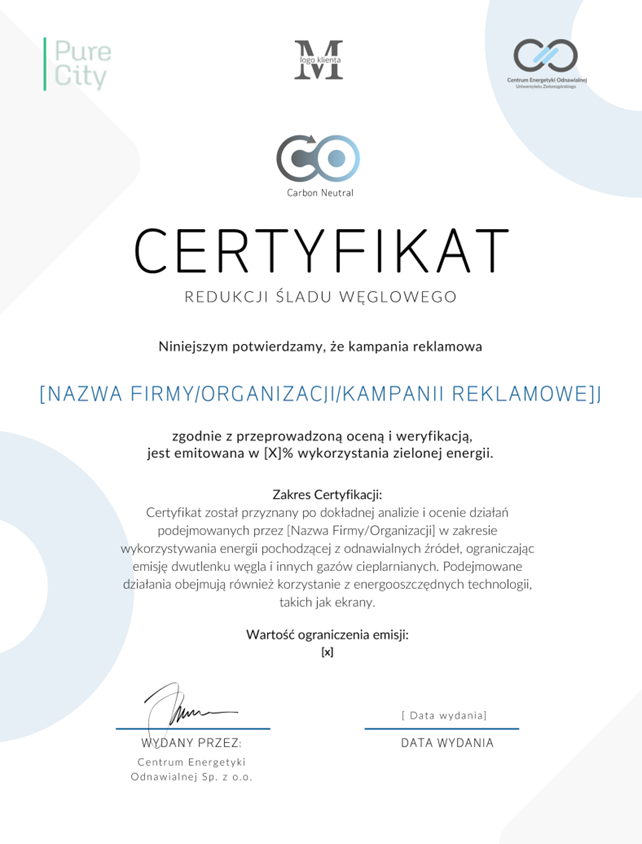 Pure
City
M
logo klienta
Centrum Energetyki Odnawialnej
Uniwersytetu Zielonogórskiego
CO
Carbon Neutral
CERTYFIKAT
REDUKCJI ŚLADU WĘGLOWEGO
Niniejszym potwierdzamy, że kampania reklamowa
[NAZWA FIRMY/ORGANIZACJI/KAMPANII REKLAMOWE]J
zgodnie z przeprowadzoną oceną i weryfikacją,
jest emitowana w [X]% wykorzystania zielonej energii.
Zakres Certyfikacji:
Certyfikat został przyznany po dokładnej analizie i ocenie działań
podejmowanych przez [Nazwa Firmy/Organizacji] w zakresie
wykorzystywania energii pochodzącej z odnawialnych źródeł, ograniczając
emisję dwutlenku węgla i innych gazów cieplarnianych. Podejmowane
działania obejmują również korzystanie z energooszczędnych technologii,
takich jak ekrany.
Wartość ograniczenia emisji:
[x]
[ Data wydania]
WYDANY PRZEZ:
DATA WYDANIA
Centrum Energetyki
Odnawialnej Sp. z o.o.